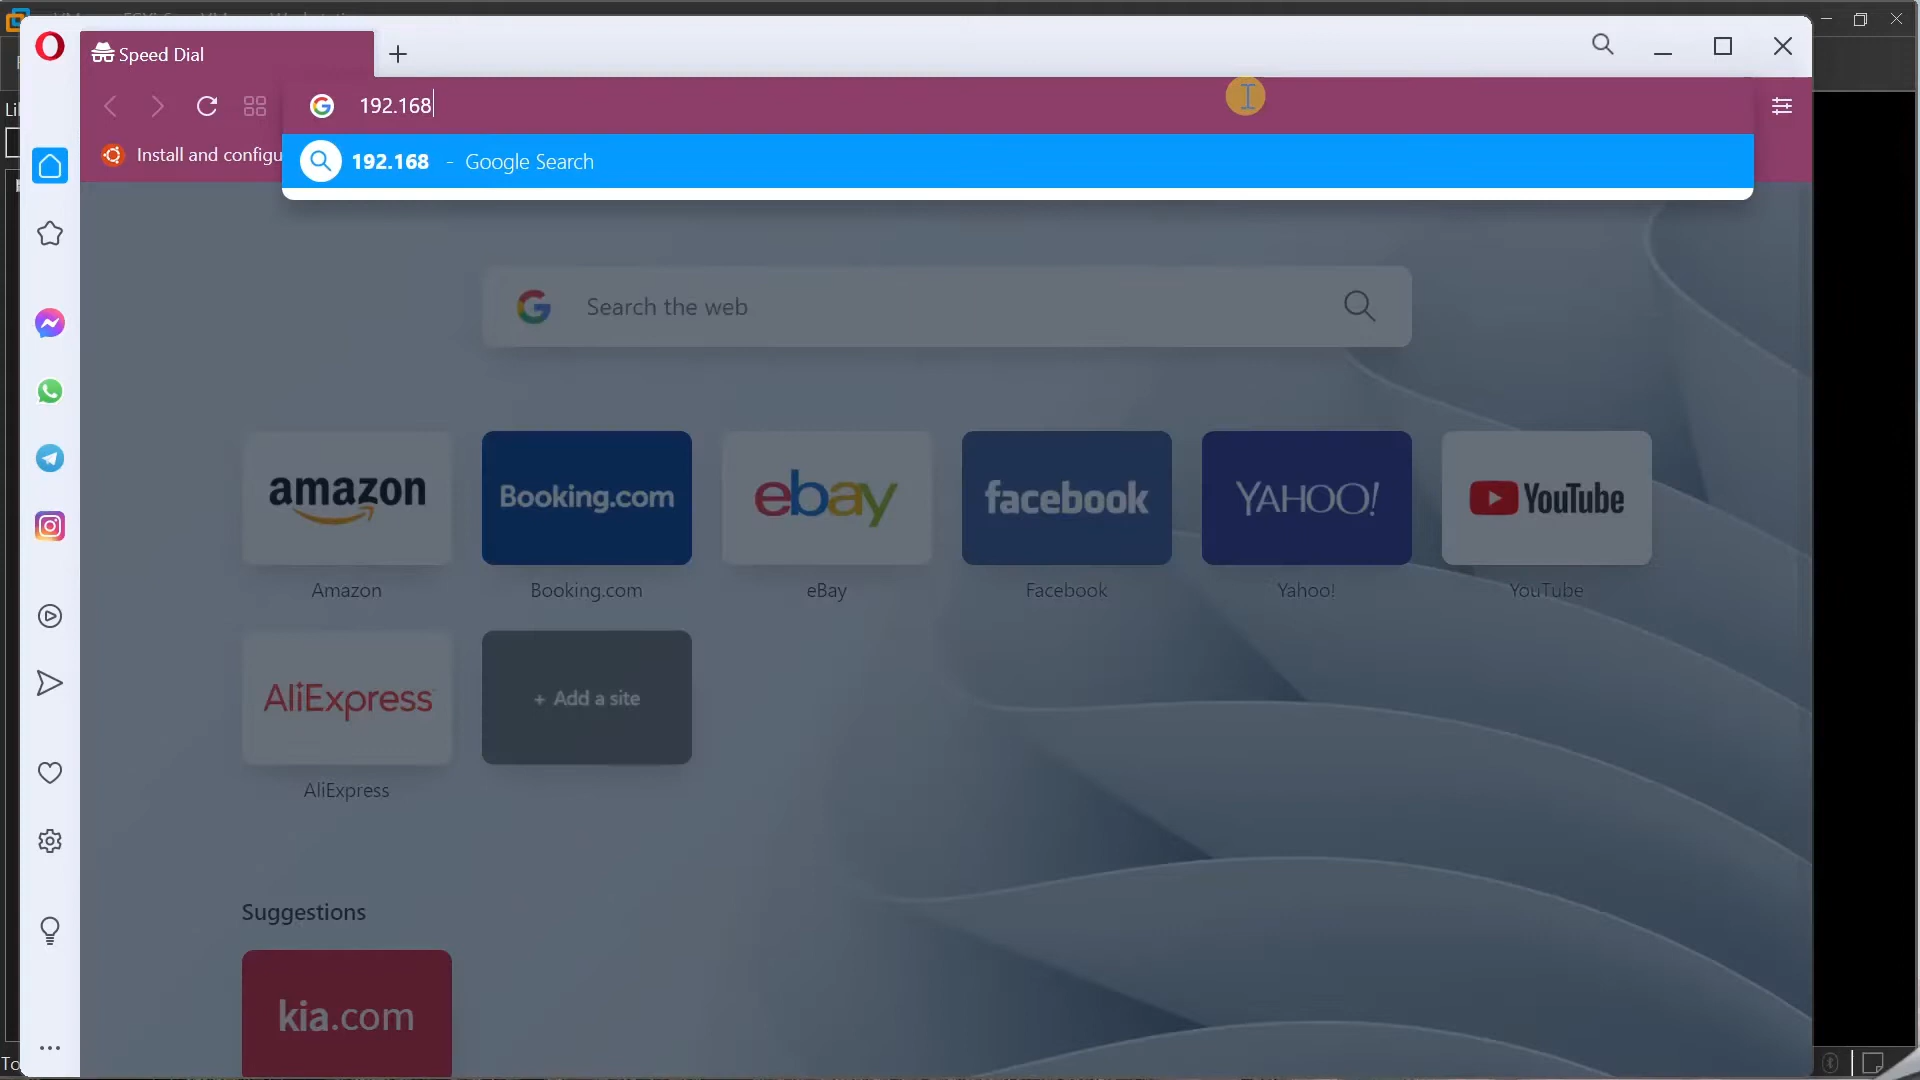 Speed Dial
192.168
Install and configu
192.168 - Google Search
Search the web
amazon
Booking.com
ebay
facebook
YAHOO!
YouTube
Amazon
Booking.com
eBay
Facebook
Yahoo!
YouTube
AliExpress
+ Add a site
AliExpress
Suggestions
kia.com